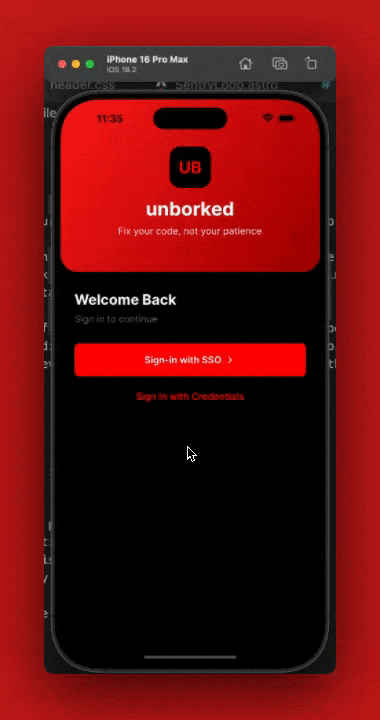 iPhone 16 Pro Max
iOS 18.2
header.css
SentryLogo.astro
11:35
UB
unborked
Fix your code, not your patience
Welcome Back
Sign in to continue
Sign-in with SSO
Sign in with Credentials